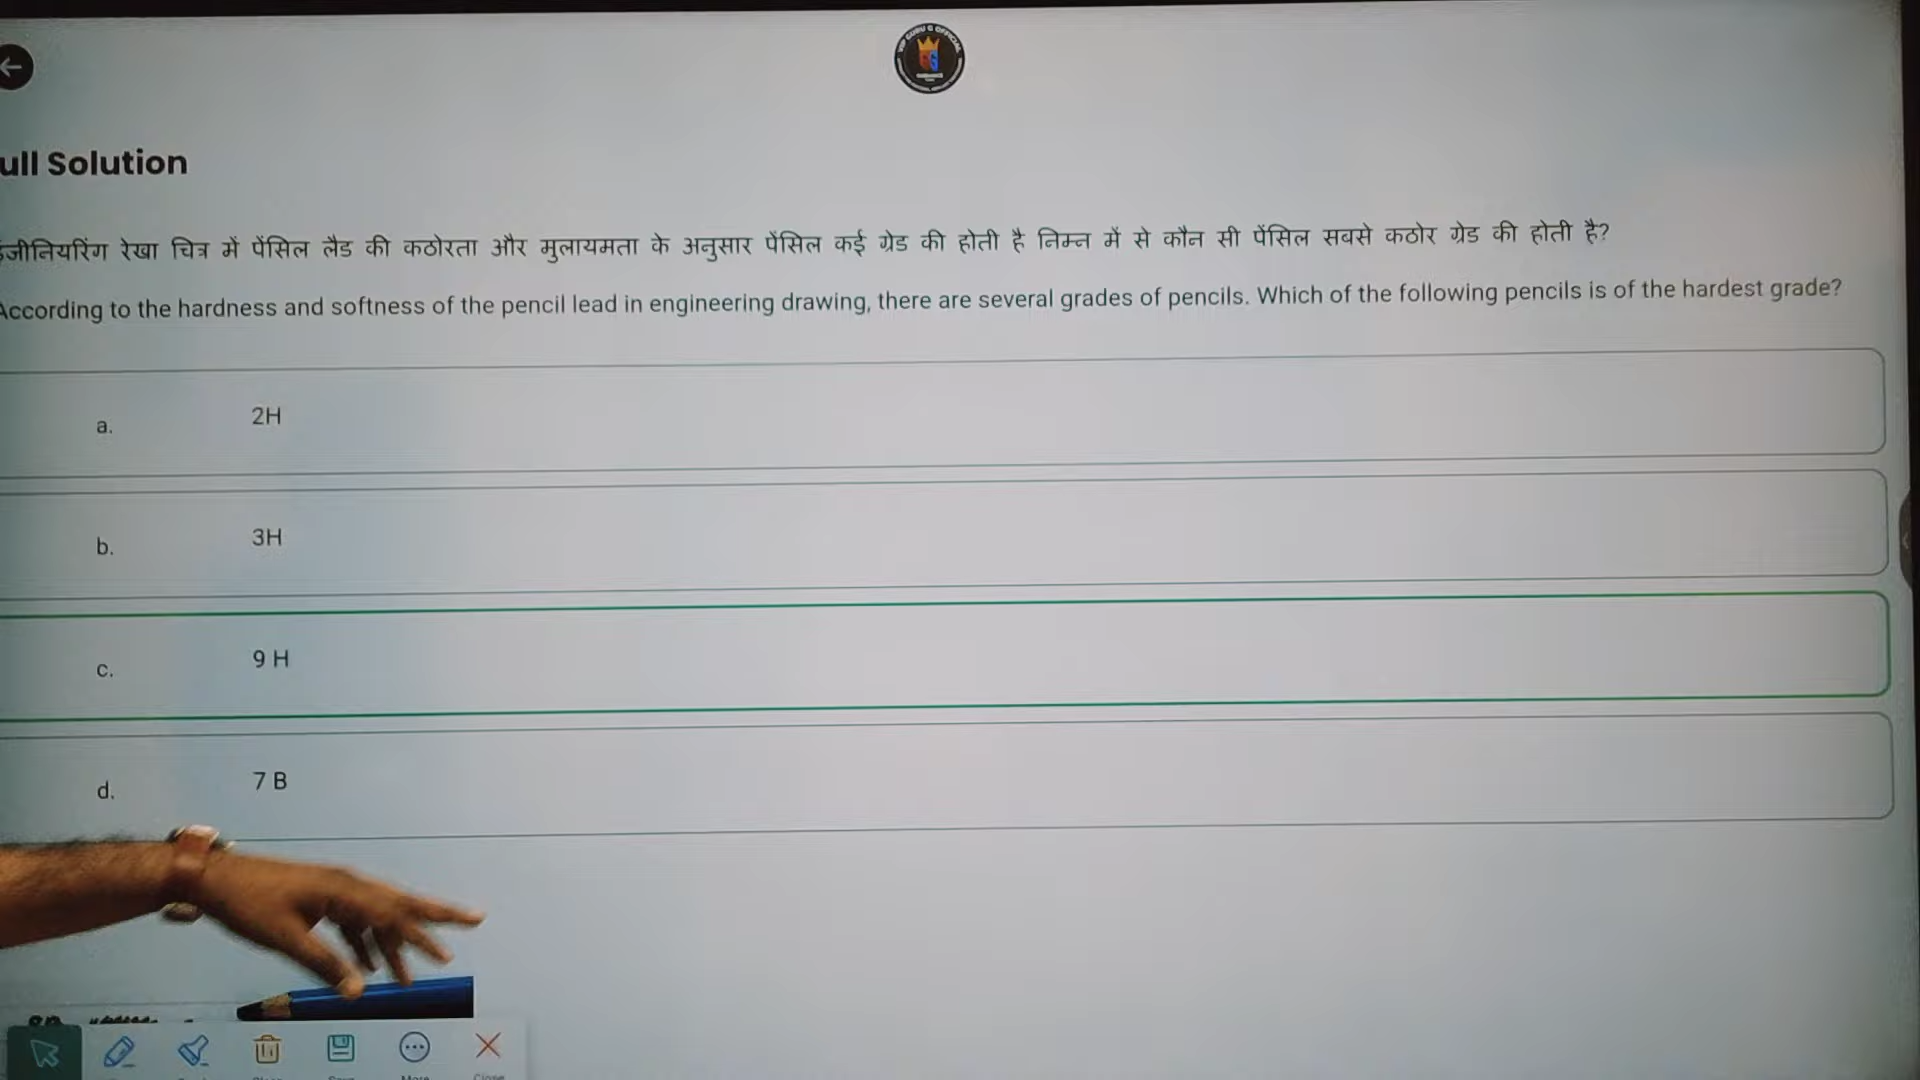 ull Solution
जीनियरिंग रेखा चित्र में पेंसिल लैड की कठोरता और मुलायमता के अनुसार पेंसिल कई ग्रेड की होती है निम्न में से कौन सी पेंसिल सबसे कठोर ग्रेड की होती है?
According to the hardness and softness of the pencil lead in engineering drawing, there are several grades of pencils. Which of the following pencils is of the hardest grade?
a. 2H
b. 3H
c. 9 H
d. 7 B